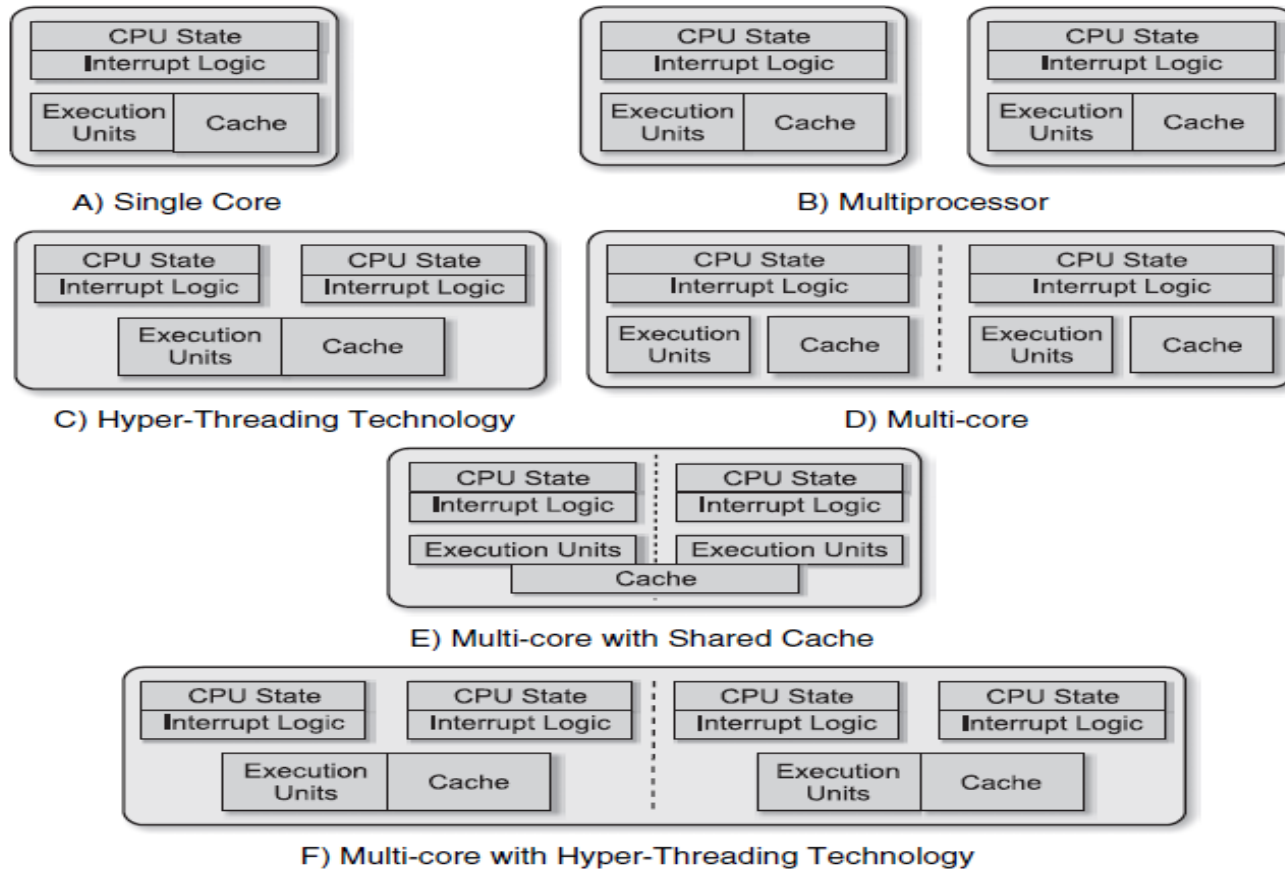 CPU State
Interrupt Logic
Execution
Units
Cache
A) Single Core
CPU State
Interrupt Logic
Execution
Units
Cache
CPU State
Interrupt Logic
Execution
Units
Cache
B) Multiprocessor
CPU State
Interrupt Logic
CPU State
Interrupt Logic
Execution
Units
Cache
C) Hyper-Threading Technology
CPU State
Interrupt Logic
Execution
Units
Cache
CPU State
Interrupt Logic
Execution
Units
Cache
D) Multi-core
CPU State
Interrupt Logic
Execution Units
CPU State
Interrupt Logic
Execution Units
Cache
E) Multi-core with Shared Cache
CPU State
Interrupt Logic
CPU State
Interrupt Logic
Execution
Units
Cache
CPU State
Interrupt Logic
CPU State
Interrupt Logic
Execution
Units
Cache
F) Multi-core with Hyper-Threading Technology